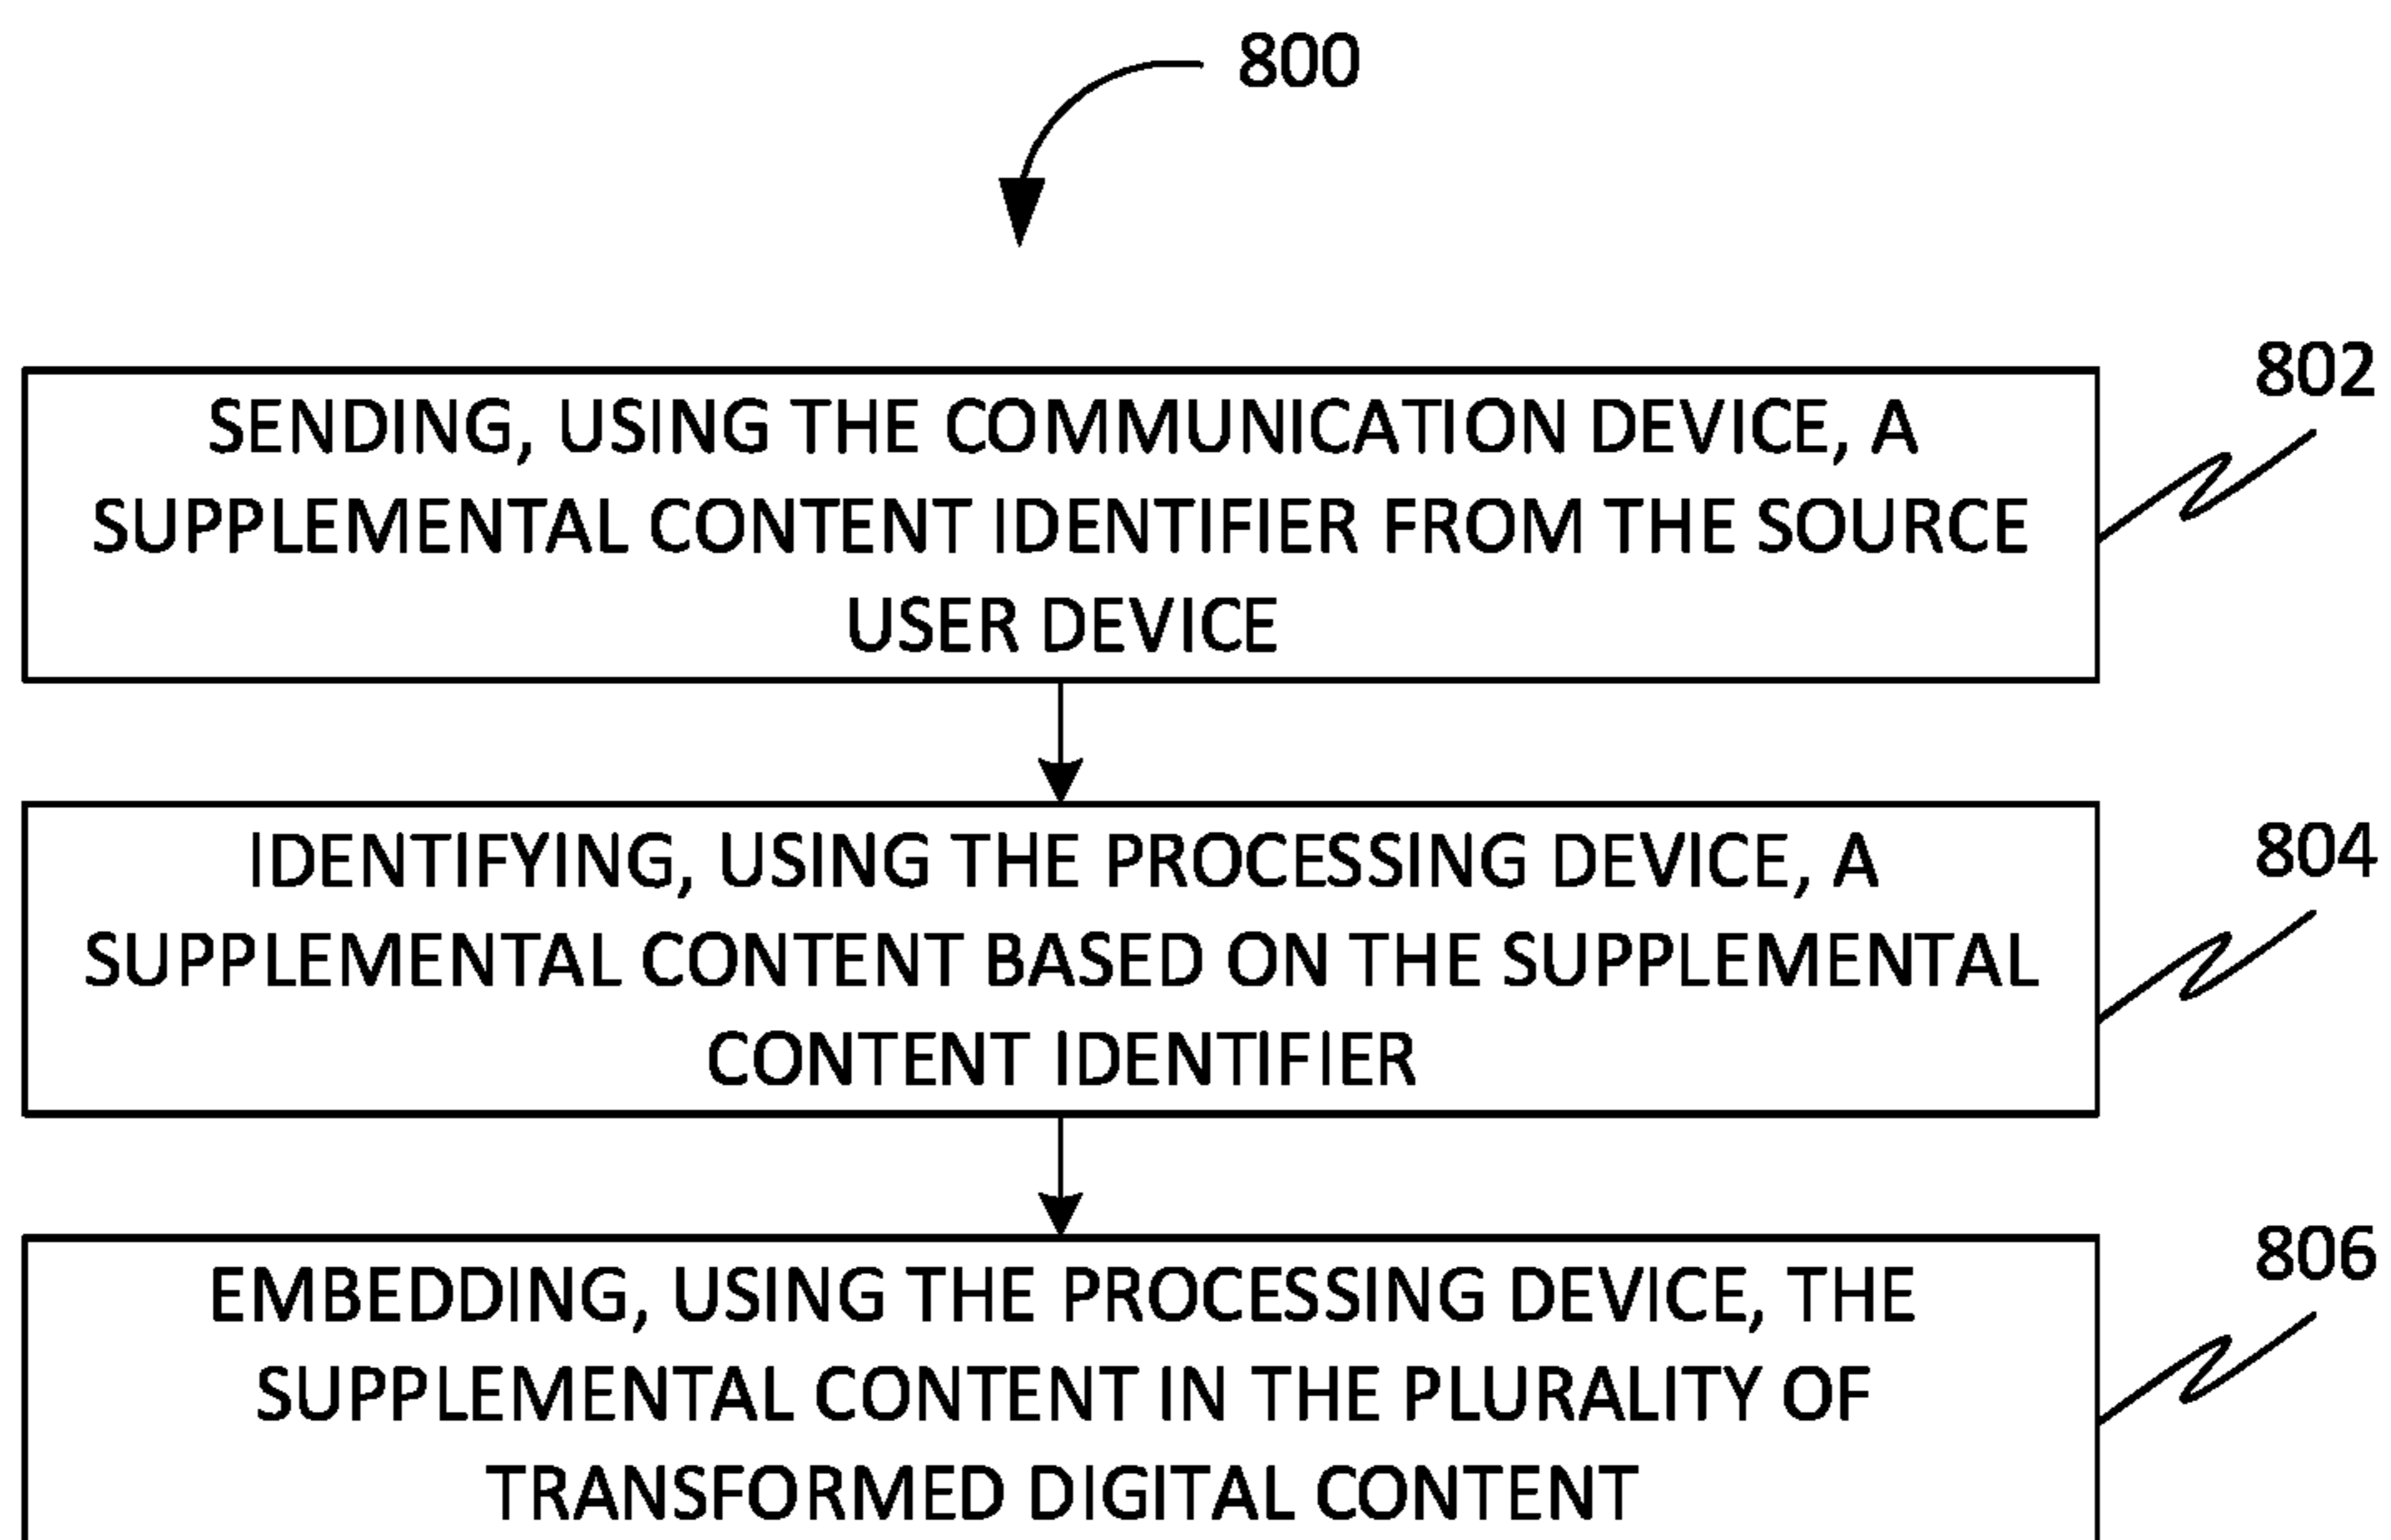 800
802
SENDING, USING THE COMMUNICATION DEVICE, A
SUPPLEMENTAL CONTENT IDENTIFIER FROM THE SOURCE
USER DEVICE
804
IDENTIFYING, USING THE PROCESSING DEVICE, A
SUPPLEMENTAL CONTENT BASED ON THE SUPPLEMENTAL
CONTENT IDENTIFIER
806
EMBEDDING, USING THE PROCESSING DEVICE, THE
SUPPLEMENTAL CONTENT IN THE PLURALITY OF
TRANSFORMED DIGITAL CONTENT